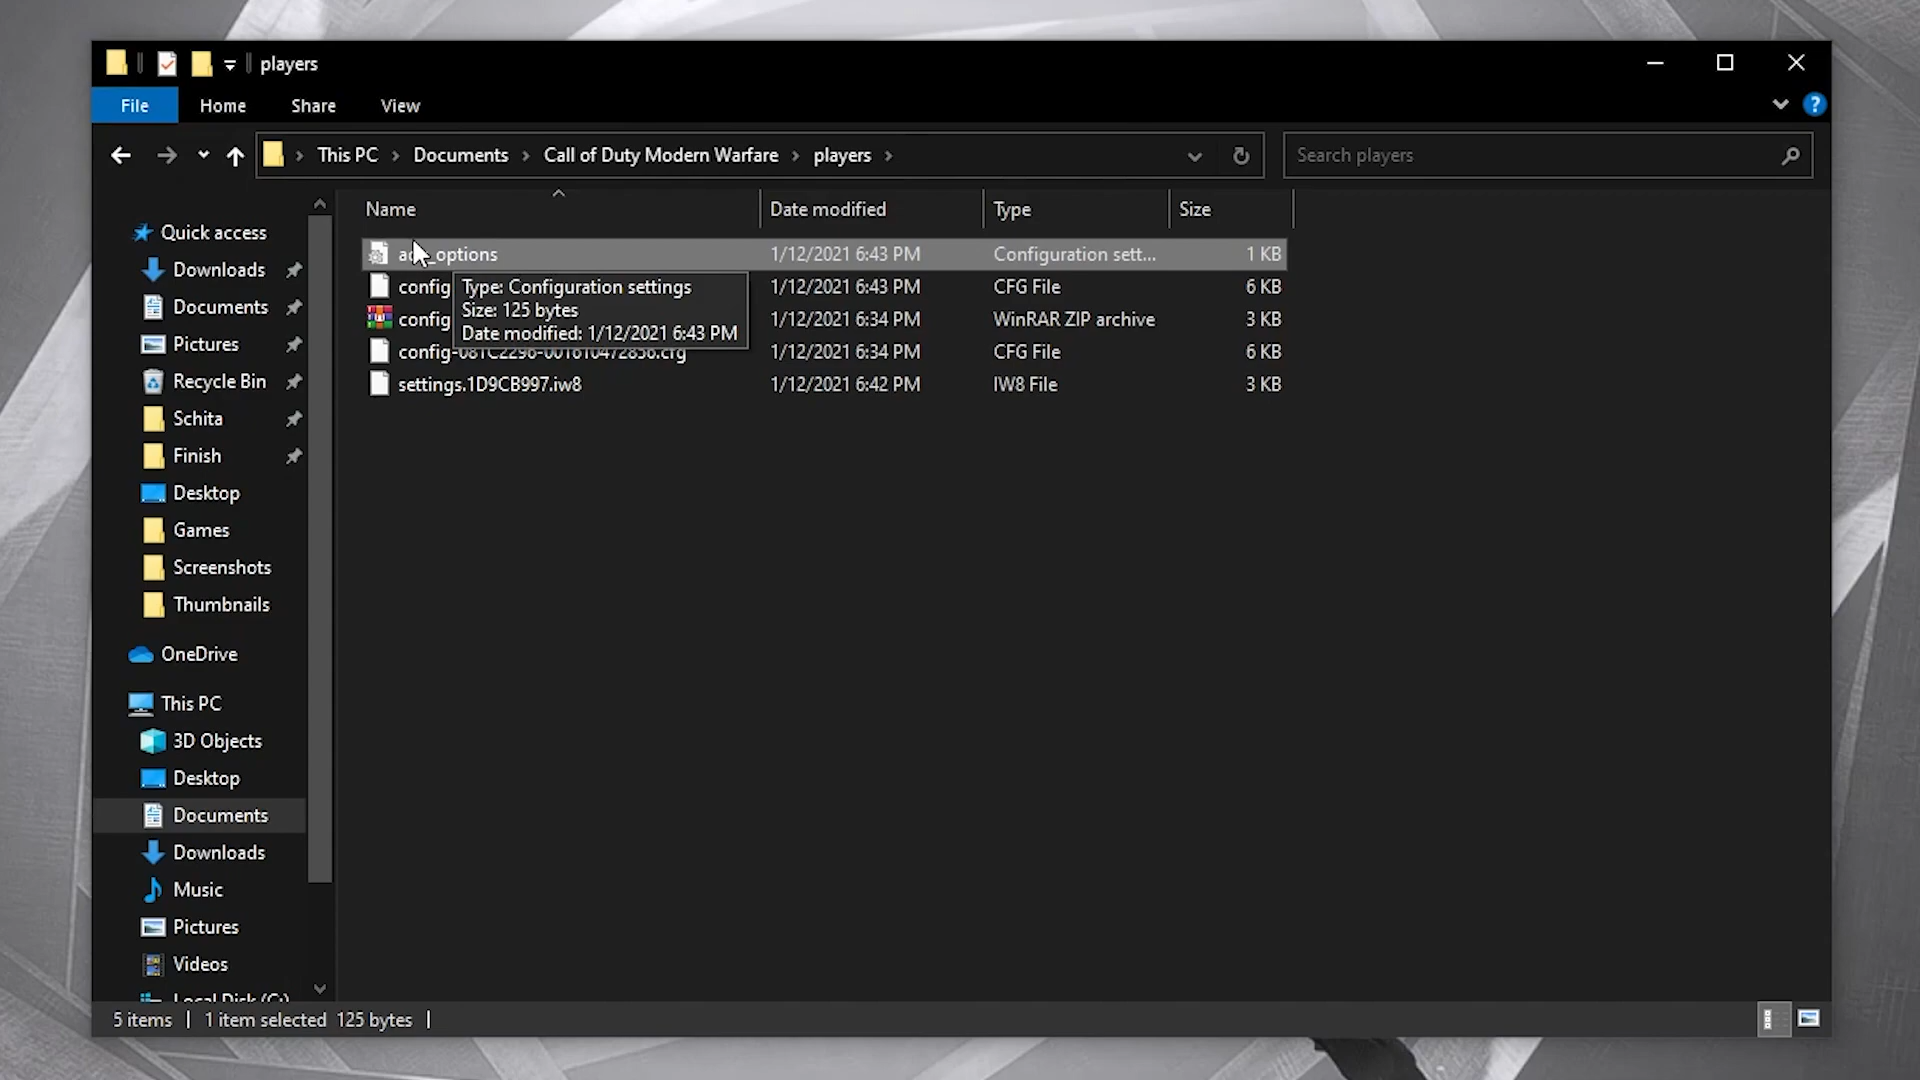 players
File Home Share View
This PC Documents Call of Duty Modern Warfare players
Search players
Name Date modified Type Size
_options 1/12/2021 6:43 PM Configuration sett... 1 KB
config 1/12/2021 6:43 PM CFG File 6 KB
config 1/12/2021 6:34 PM WinRAR ZIP archive 3 KB
config-081C2296-001610472856.cfg 1/12/2021 6:34 PM CFG File 6 KB
settings.1D9CB997.iw8 1/12/2021 6:42 PM IW8 File 3 KB
Type: Configuration settings
Size: 125 bytes
Date modified: 1/12/2021 6:43 PM
Quick access
Downloads
Documents
Pictures
Recycle Bin
Schita
Finish
Desktop
Games
Screenshots
Thumbnails
OneDrive
This PC
3D Objects
Desktop
Documents
Downloads
Music
Pictures
Videos
Local Disk (C:)
5 items 1 item selected 125 bytes